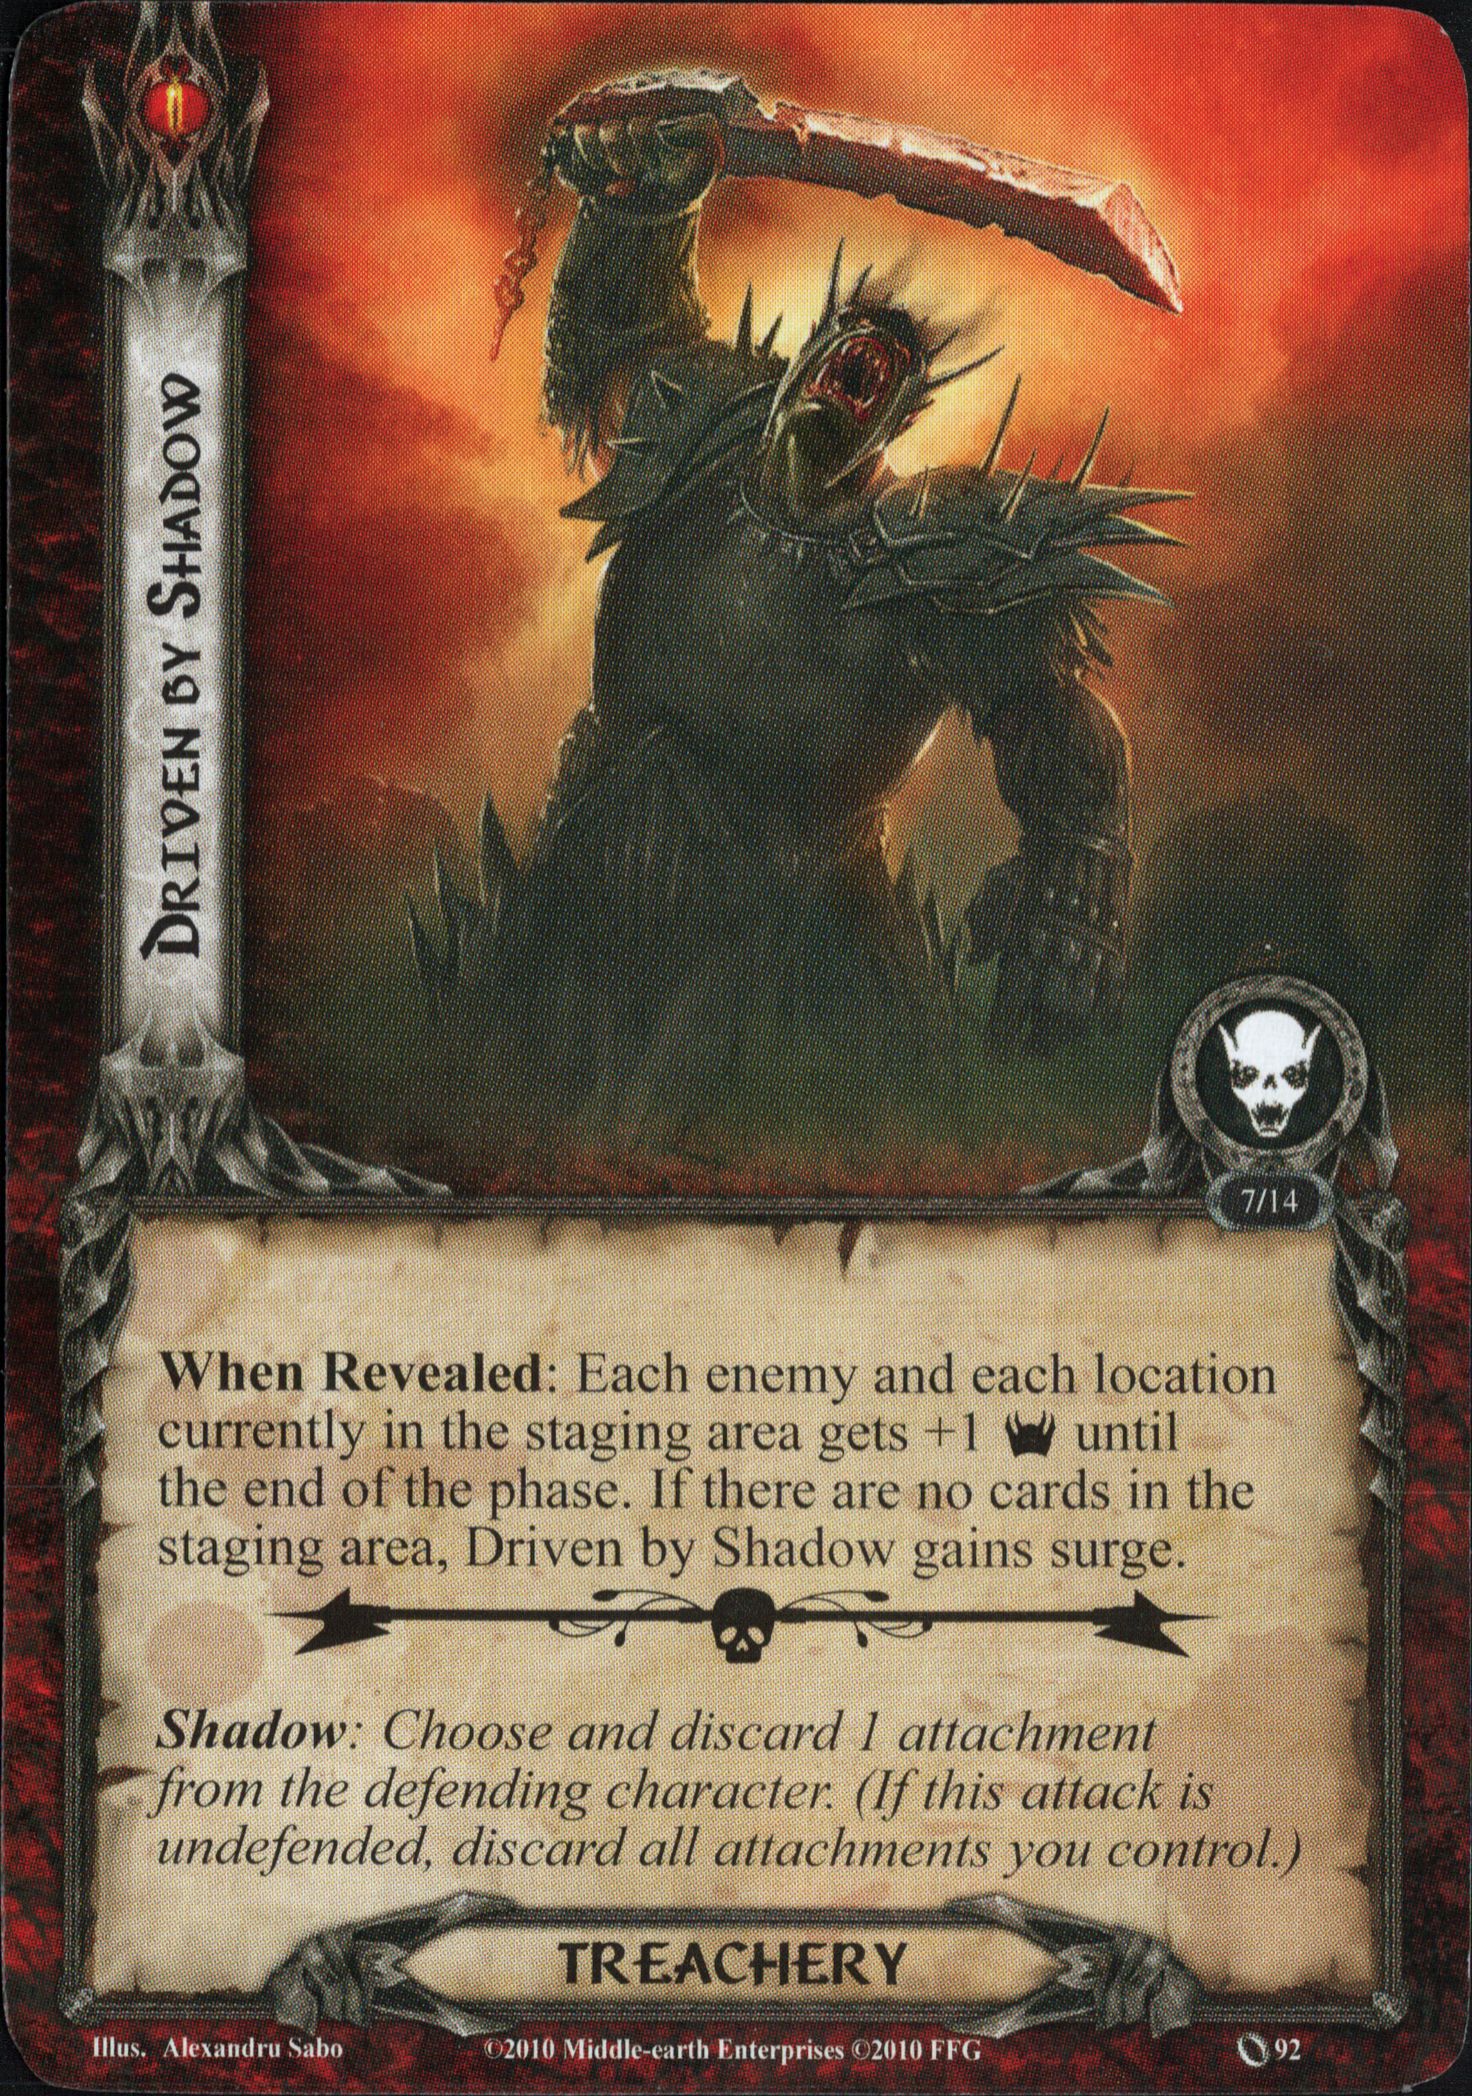 DRIVEN BY SHADOW
7/14
When Revealed: Each enemy and each location
currently in the staging area gets +1 until
the end of the phase. If there are no cards in the
staging area, Driven by Shadow gains surge.
Shadow: Choose and discard 1 attachment
from the defending character. (If this attack is
undefended, discard all attachments you control.)
TREACHERY
Illus. Alexandru Sabo ©2010 Middle-earth Enterprises ©2010 FFG 92